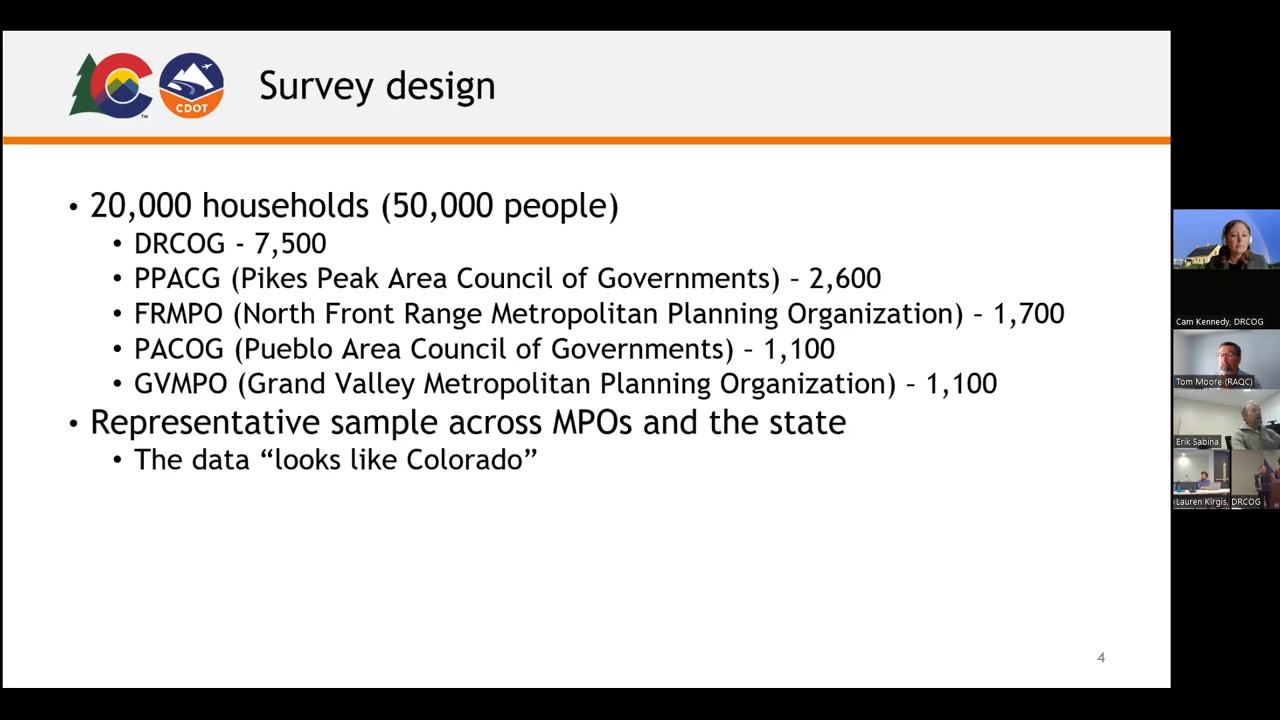 CDOT
Survey design
• 20,000 households (50,000 people)
• DRCOG - 7,500
• PPACG (Pikes Peak Area Council of Governments) – 2,600
• FRMPO (North Front Range Metropolitan Planning Organization) – 1,700
• PACOG (Pueblo Area Council of Governments) – 1,100
• GVMPO (Grand Valley Metropolitan Planning Organization) – 1,100
• Representative sample across MPOs and the state
• The data “looks like Colorado”
4
Cam Kennedy, DRCOG
Tom Moore (RAQC)
Erik Sabina
Lauren Kirgis, DRCOG